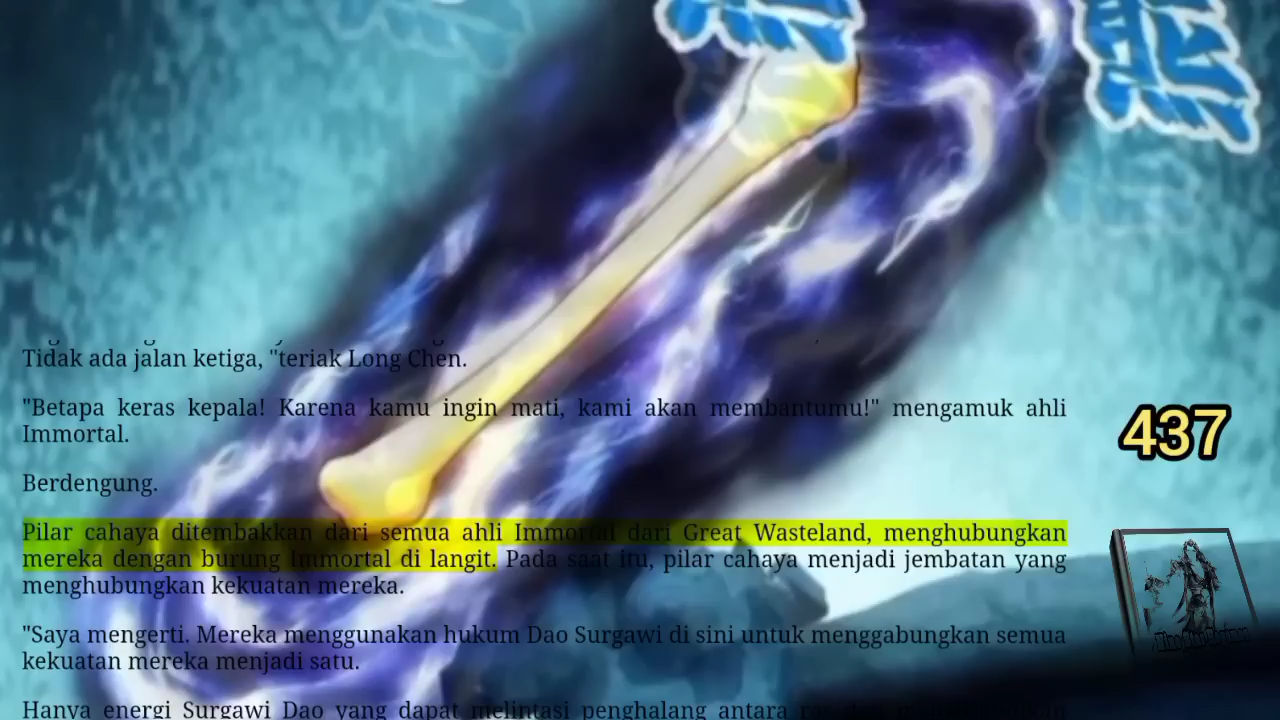 Tidak ada jalan ketiga, "teriak Long Chen.
"Betapa keras kepala! Karena kamu ingin mati, kami akan membantumu!" mengamuk ahli
Immortal.
Berdengung.
Pilar cahaya ditembakkan dari semua ahli Immortal dari Great Wasteland, menghubungkan
mereka dengan burung Immortal di langit. Pada saat itu, pilar cahaya menjadi jembatan yang
menghubungkan kekuatan mereka.
"Saya mengerti. Mereka menggunakan hukum Dao Surgawi di sini untuk menggabungkan semua
kekuatan mereka menjadi satu.
Hanya energi Surgawi Dao yang dapat melintasi penghalang antara
437